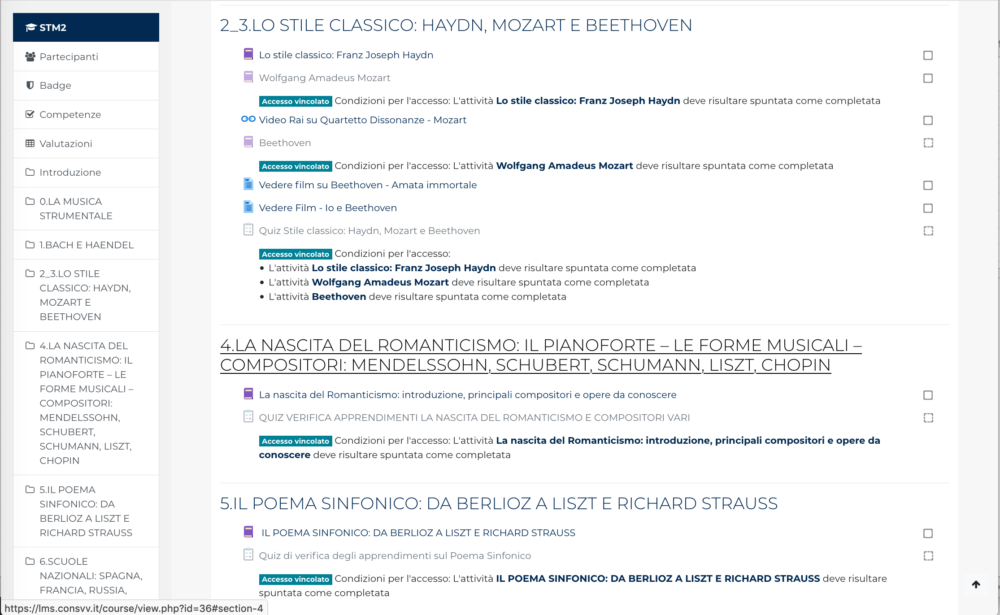 STM2
Partecipanti
Badge
Competenze
Valutazioni
Introduzione
0.LA MUSICA
STRUMENTALE
1.BACH E HAENDEL
2_3.LO STILE
CLASSICO: HAYDN,
MOZART E
BEETHOVEN
4.LA NASCITA DEL
ROMANTICISMO: IL
PIANOFORTE – LE
FORME MUSICALI –
COMPOSITORI:
MENDELSSOHN,
SCHUBERT,
SCHUMANN, LISZT,
CHOPIN
5.IL POEMA
SINFONICO: DA
BERLIOZ A LISZT E
RICHARD STRAUSS
6.SCUOLE
NAZIONALI: SPAGNA,
FRANCIA, RUSSIA,
https://lms.consvv.it/course/view.php?id=36#section-4
2_3.LO STILE CLASSICO: HAYDN, MOZART E BEETHOVEN
Lo stile classico: Franz Joseph Haydn
Wolfgang Amadeus Mozart
Accesso vincolato Condizioni per l'accesso: L'attività Lo stile classico: Franz Joseph Haydn deve risultare spuntata come completata
Video Rai su Quartetto Dissonanze - Mozart
Beethoven
Accesso vincolato Condizioni per l'accesso: L'attività Wolfgang Amadeus Mozart deve risultare spuntata come completata
Vedere film su Beethoven - Amata immortale
Vedere Film - Io e Beethoven
Quiz Stile classico: Haydn, Mozart e Beethoven
Accesso vincolato Condizioni per l'accesso:
• L'attività Lo stile classico: Franz Joseph Haydn deve risultare spuntata come completata
• L'attività Wolfgang Amadeus Mozart deve risultare spuntata come completata
• L'attività Beethoven deve risultare spuntata come completata
4.LA NASCITA DEL ROMANTICISMO: IL PIANOFORTE – LE FORME MUSICALI –
COMPOSITORI: MENDELSSOHN, SCHUBERT, SCHUMANN, LISZT, CHOPIN
La nascita del Romanticismo: introduzione, principali compositori e opere da conoscere
QUIZ VERIFICA APPRENDIMENTI LA NASCITA DEL ROMANTICISMO E COMPOSITORI VARI
Accesso vincolato Condizioni per l'accesso: L'attività La nascita del Romanticismo: introduzione, principali compositori e opere da
conoscere deve risultare spuntata come completata
5.IL POEMA SINFONICO: DA BERLIOZ A LISZT E RICHARD STRAUSS
IL POEMA SINFONICO: DA BERLIOZ A LISZT E RICHARD STRAUSS
Quiz di verifica degli apprendimenti sul Poema Sinfonico
Accesso vincolato Condizioni per l'accesso: L'attività IL POEMA SINFONICO: DA BERLIOZ A LISZT E RICHARD STRAUSS deve risultare
spuntata come completata